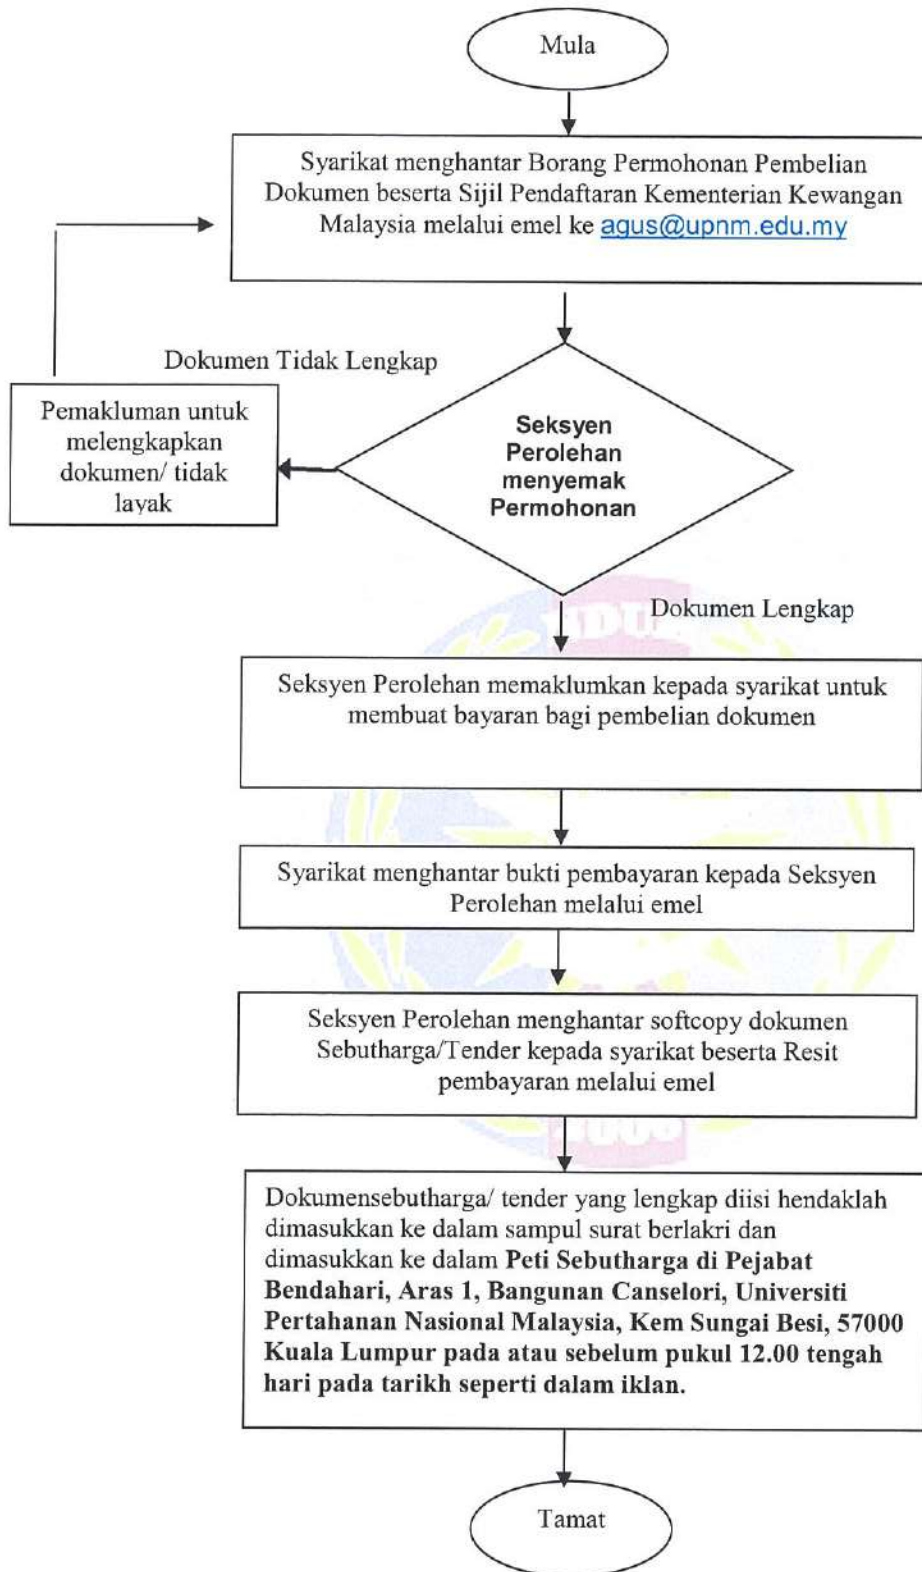 Mula
Syarikat menghantar Borang Permohonan Pembelian
Dokumen beserta Sijil Pendaftaran Kementerian Kewangan
Malaysia melalui emel ke agus@upnm.edu.my
Dokumen Tidak Lengkap
Pemakluman untuk
melengkapkan
dokumen/ tidak
layak
Seksyen
Perolehan
menyemak
Permohonan
Dokumen Lengkap
Seksyen Perolehan memaklumkan kepada syarikat untuk
membuat bayaran bagi pembelian dokumen
Syarikat menghantar bukti pembayaran kepada Seksyen
Perolehan melalui emel
Seksyen Perolehan menghantar softcopy dokumen
Sebutharga/Tender kepada syarikat beserta Resit
pembayaran melalui emel
Dokumensebutharga/ tender yang lengkap diisi hendaklah
dimasukkan ke dalam sampul surat berlakri dan
dimasukkan ke dalam Peti Sebutharga di Pejabat
Bendahari, Aras 1, Bangunan Canselori, Universiti
Pertahanan Nasional Malaysia, Kem Sungai Besi, 57000
Kuala Lumpur pada atau sebelum pukul 12.00 tengah
hari pada tarikh seperti dalam iklan.
Tamat